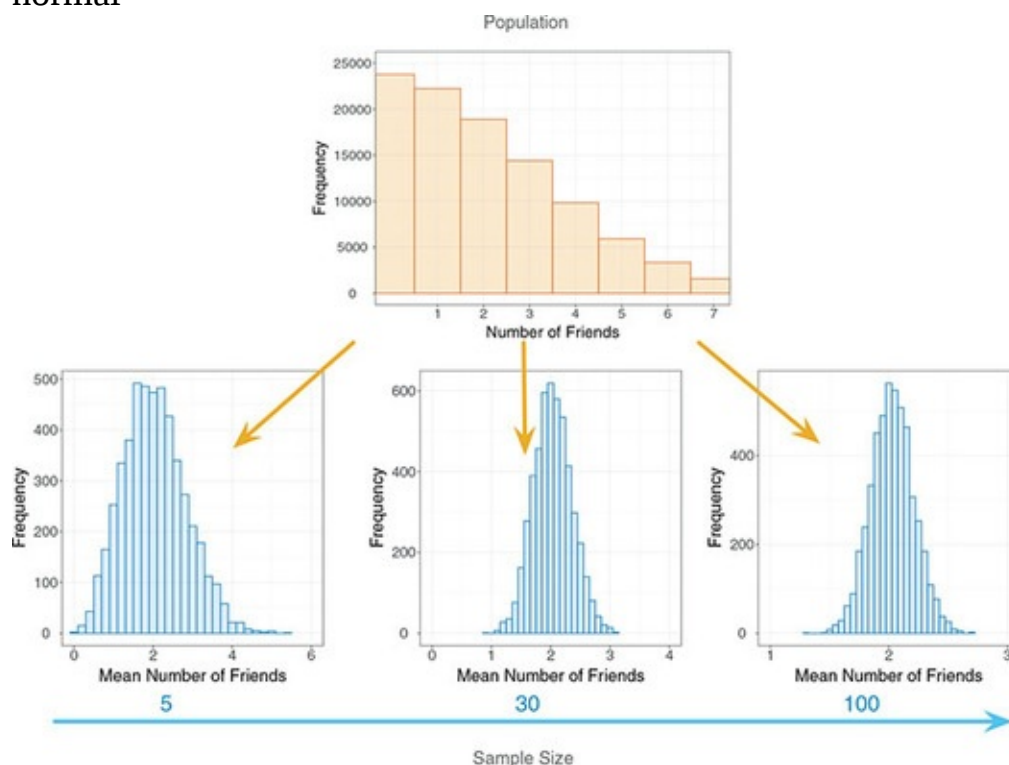 normal
Population
Frequency
25000
20000
15000
10000
5000
0
1 2 3 4 5 6 7
Number of Friends
Frequency
500
400
300
200
100
0
0 2 4 6
Mean Number of Friends
5
Frequency
600
400
200
0
0 1 2 3 4
Mean Number of Friends
30
Frequency
400
200
0
1 2 3
Mean Number of Friends
100
Sample Size